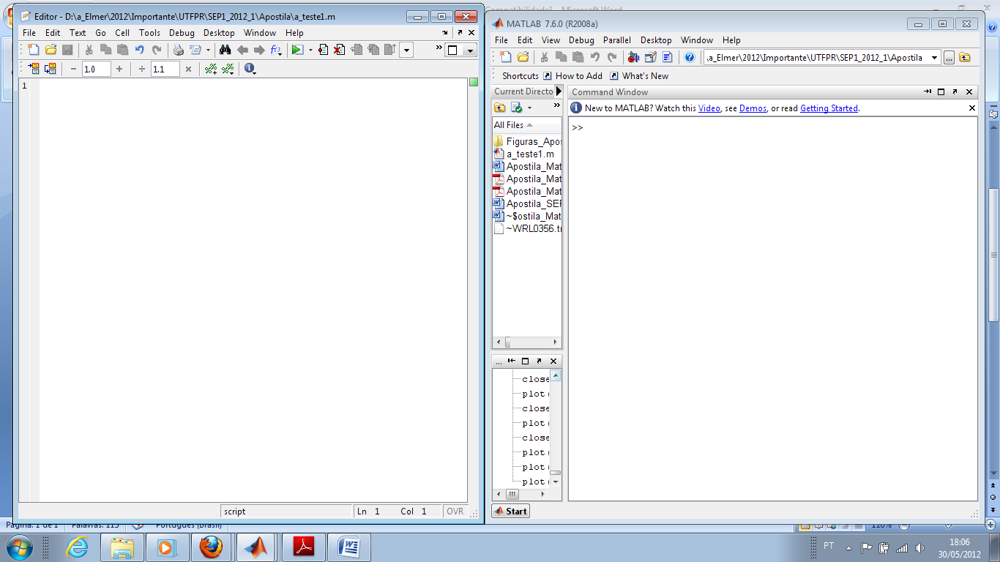 Editor - D:\a_Elmer\2012\Importante\UTFPR\SEP1_2012_1\Apostila\a_teste1.m
File Edit Text Go Cell Tools Debug Desktop Window Help
1.0
1.1
1
script
Ln 1 Col 1
OVR
- Microsoft Word
MATLAB 7.6.0 (R2008a)
File Edit View Debug Parallel Desktop Window Help
a_Elmer\2012\Importante\UTFPR\SEP1_2012_1\Apostila
Shortcuts How to Add What's New
Current Directo
All Files
Figuras_Apos
a_teste1.m
Apostila_Mat
Apostila_Mat
Apostila_Mat
Apostila_SEP
~$ostila_Mat
~WRL0356.tm
...
close
plot(
close
plot(
close
plot(
plot(
plot(
Start
Command Window
New to MATLAB? Watch this Video, see Demos, or read Getting Started.
>>
Página: 1 de 1 Palavras: 115 Português (Brasil)
120%
PT
18:06
30/05/2012